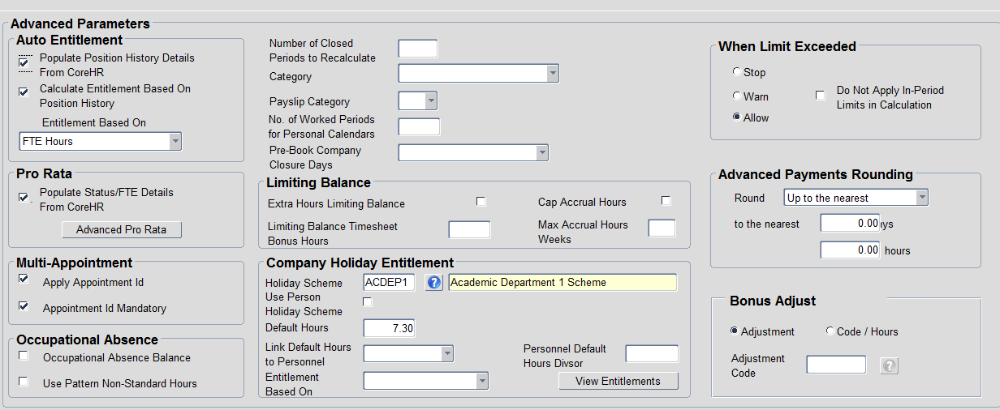 Advanced Parameters
Auto Entitlement
Populate Position History Details
From CoreHR
Calculate Entitlement Based On
Position History
Entitlement Based On
FTE Hours
Pro Rata
Populate Status/FTE Details
From CoreHR
Advanced Pro Rata
Multi-Appointment
Apply Appointment Id
Appointment Id Mandatory
Occupational Absence
Occupational Absence Balance
Use Pattern Non-Standard Hours
Number of Closed
Periods to Recalculate
Category
Payslip Category
No. of Worked Periods
for Personal Calendars
Pre-Book Company
Closure Days
Limiting Balance
Extra Hours Limiting Balance
Cap Accrual Hours
Limiting Balance Timesheet
Bonus Hours
Max Accrual Hours
Weeks
Company Holiday Entitlement
Holiday Scheme ACDEP1 ? Academic Department 1 Scheme
Use Person
Holiday Scheme
Default Hours 7.30
Link Default Hours
to Personnel
Personnel Default
Hours Divsor
Entitlement
Based On
View Entitlements
When Limit Exceeded
Stop
Warn
Allow
Do Not Apply In-Period
Limits in Calculation
Advanced Payments Rounding
Round Up to the nearest
to the nearest 0.00 ys
0.00 hours
Bonus Adjust
Adjustment Code / Hours
Adjustment
Code ?